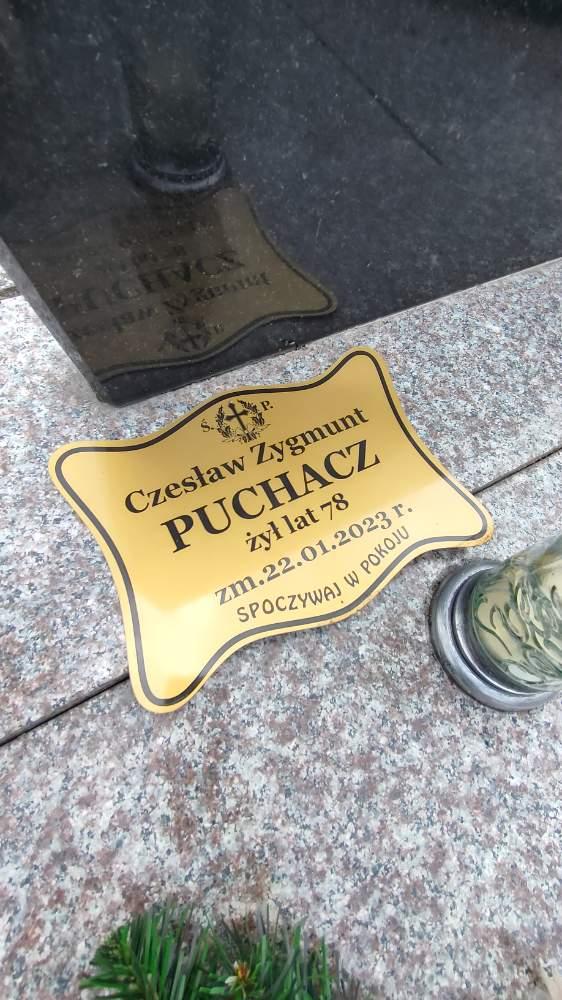 Ś. P.
Czesław Zygmunt
PUCHACZ
żył lat 78
zm.22.01.2023 r.
SPOCZYWAJ W POKOJU